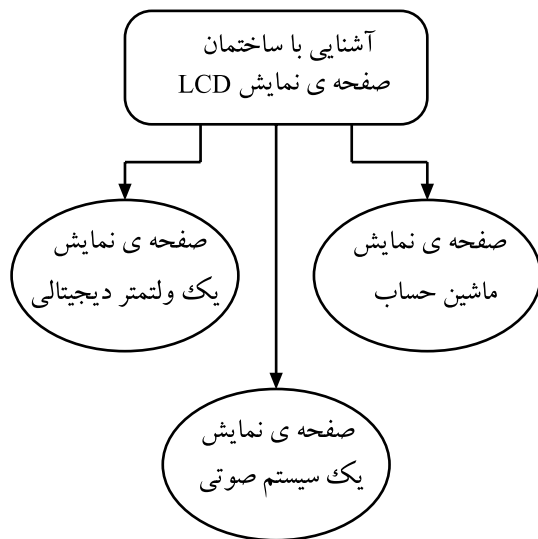 آشنایی با ساختمان
صفحه ی نمایش LCD
صفحه ی نمایش
ماشین حساب
صفحه ی نمایش
یک ولتمتر دیجیتالی
صفحه ی نمایش
یک سیستم صوتی